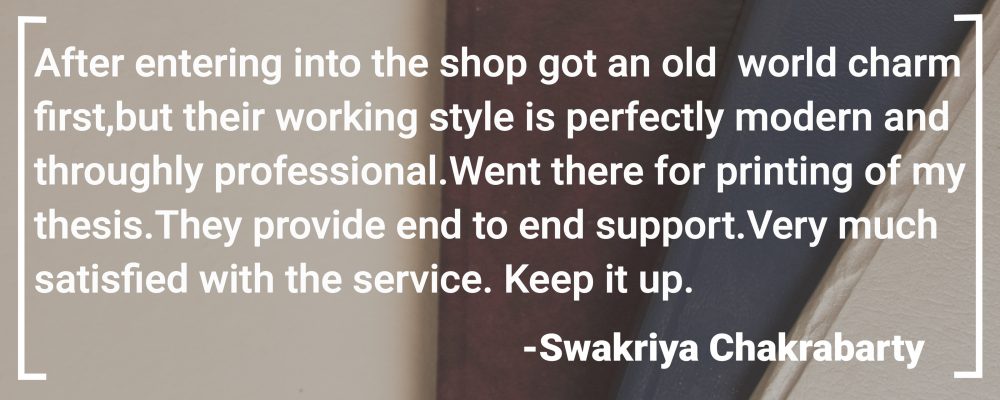 After entering into the shop got an old  world charm
first,but their working style is perfectly modern and
throughly professional.Went there for printing of my
thesis.They provide end to end support.Very much
satisfied with the service. Keep it up.
-Swakriya Chakrabarty